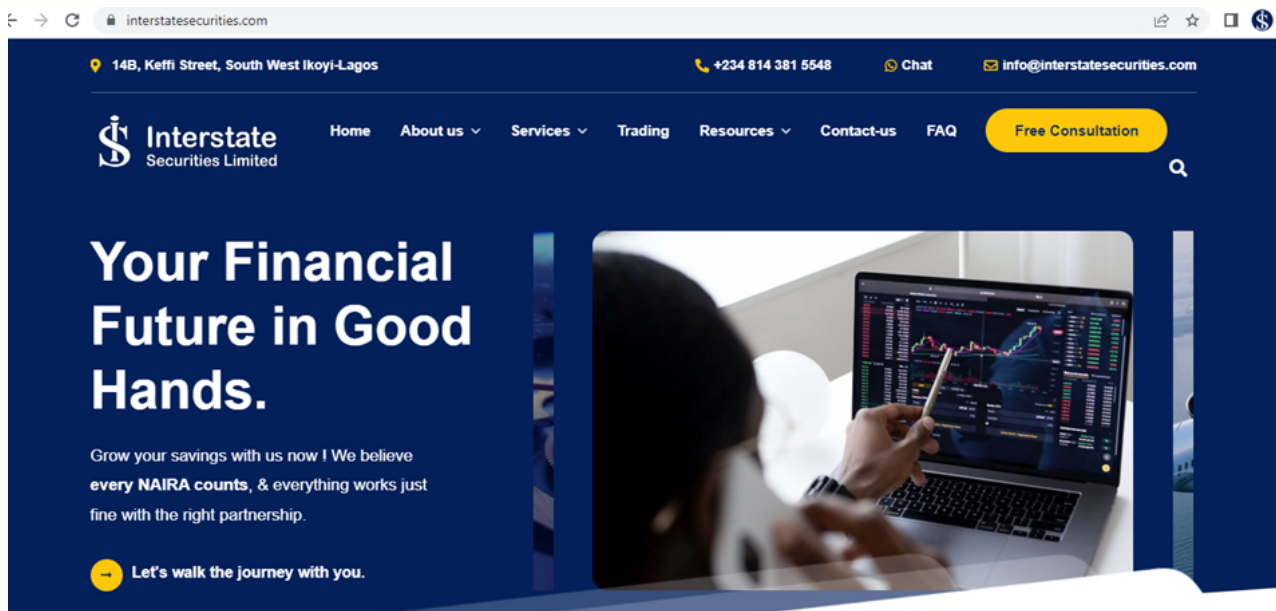 interstatesecurities.com
14B, Keffi Street, South West Ikoyi-Lagos
+234 814 381 5548
Chat
info@interstatesecurities.com
Interstate
Securities Limited
Home
About us
Services
Trading
Resources
Contact-us
FAQ
Free Consultation
Your Financial
Future in Good
Hands.
Grow your savings with us now ! We believe
every NAIRA counts, & everything works just
fine with the right partnership.
Let's walk the journey with you.